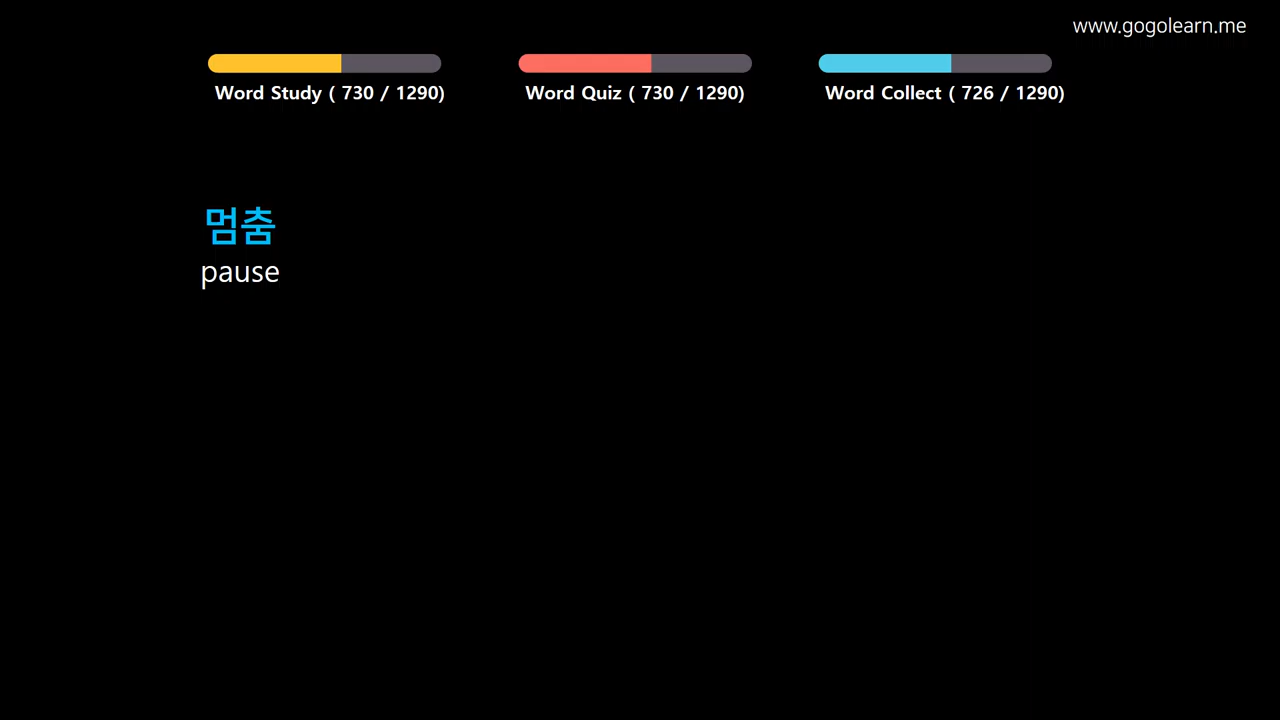 www.gogolearn.me
Word Study ( 730 / 1290)
Word Quiz ( 730 / 1290)
Word Collect ( 726 / 1290)
멈춤
pause